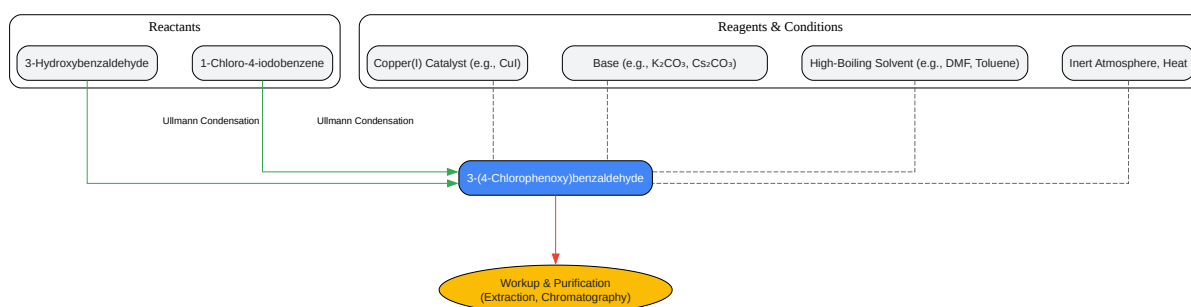 Reactants
Reagents & Conditions
3-Hydroxybenzaldehyde
1-Chloro-4-iodobenzene
Copper(I) Catalyst (e.g., CuI)
Base (e.g., K₂CO₃, Cs₂CO₃)
High-Boiling Solvent (e.g., DMF, Toluene)
Inert Atmosphere, Heat
Ullmann Condensation
Ullmann Condensation
3-(4-Chlorophenoxy)benzaldehyde
Workup & Purification
(Extraction, Chromatography)